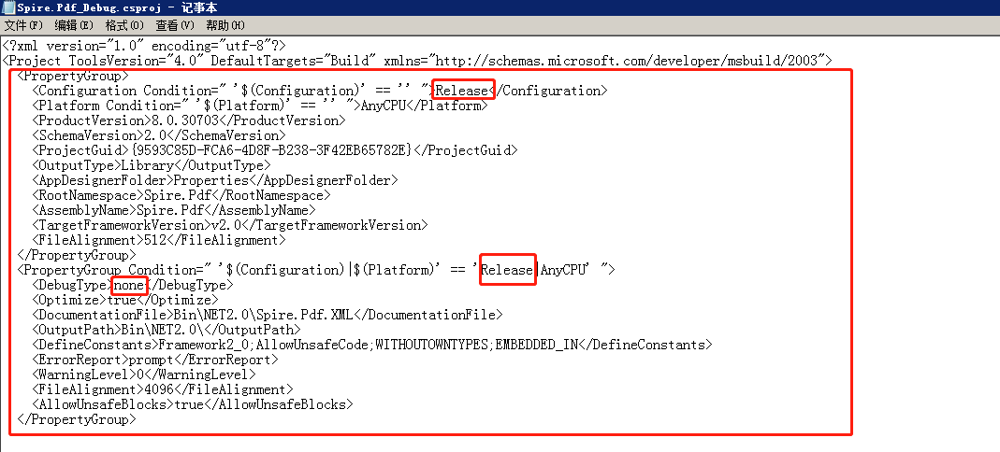 Spire.Pdf_Debug.csproj - 记事本
文件(F) 编辑(E) 格式(O) 查看(V) 帮助(H)
<?xml version="1.0" encoding="utf-8"?>
<Project ToolsVersion="4.0" DefaultTargets="Build" xmlns="http://schemas.microsoft.com/developer/msbuild/2003">
<PropertyGroup>
<Configuration Condition=" '$(Configuration)' == '' ">Release</Configuration>
<Platform Condition=" '$(Platform)' == '' ">AnyCPU</Platform>
<ProductVersion>8.0.30703</ProductVersion>
<SchemaVersion>2.0</SchemaVersion>
<ProjectGuid>{9593C85D-FCA6-4D8F-B238-3F42EB65782E}</ProjectGuid>
<OutputType>Library</OutputType>
<AppDesignerFolder>Properties</AppDesignerFolder>
<RootNamespace>Spire.Pdf</RootNamespace>
<AssemblyName>Spire.Pdf</AssemblyName>
<TargetFrameworkVersion>v2.0</TargetFrameworkVersion>
<FileAlignment>512</FileAlignment>
</PropertyGroup>
<PropertyGroup Condition=" '$(Configuration)|$(Platform)' == 'Release|AnyCPU' ">
<DebugType>none</DebugType>
<Optimize>true</Optimize>
<DocumentationFile>Bin\NET2.0\Spire.Pdf.XML</DocumentationFile>
<OutputPath>Bin\NET2.0\</OutputPath>
<DefineConstants>Framework2_0;AllowUnsafeCode;WITHOUTOWNTYPES;EMBEDDED_IN</DefineConstants>
<ErrorReport>prompt</ErrorReport>
<WarningLevel>0</WarningLevel>
<FileAlignment>4096</FileAlignment>
<AllowUnsafeBlocks>true</AllowUnsafeBlocks>
</PropertyGroup>